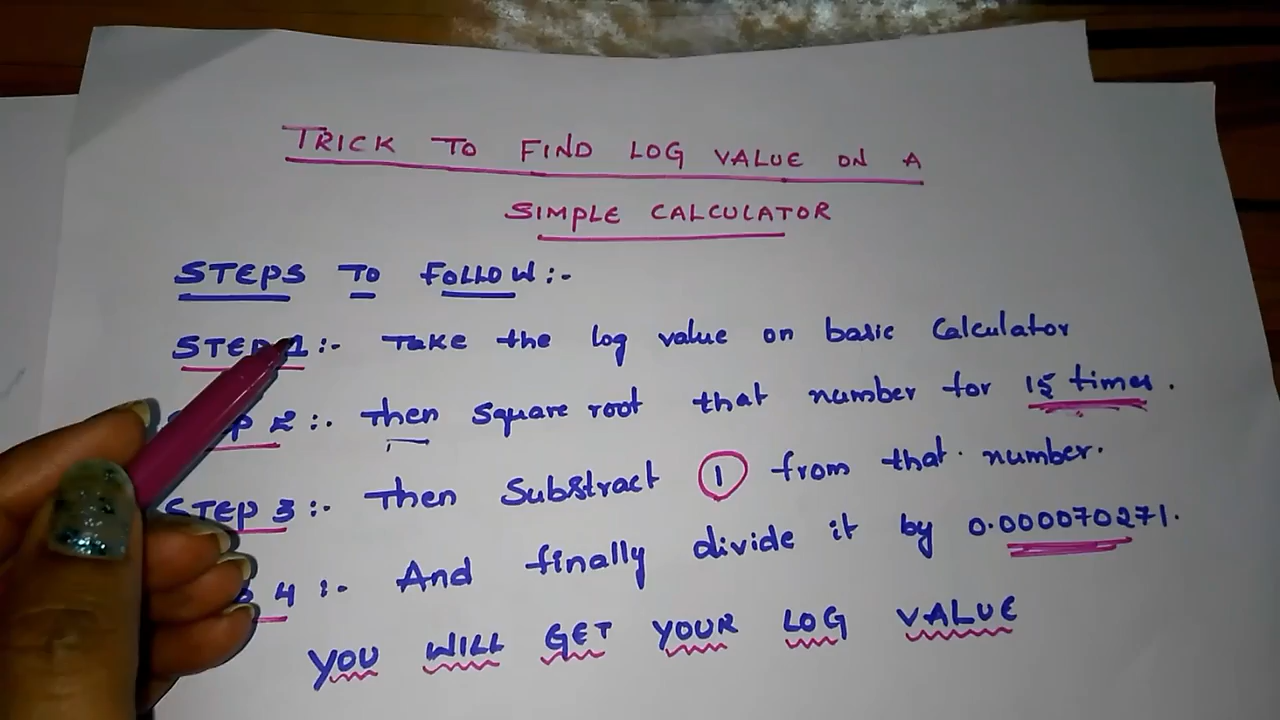 TRICK TO FIND LOG VALUE ON A
SIMPLE CALCULATOR
STEPS TO FOLLOW:-
STEP 1:- Take the log value on basic Calculator
2:. Then square root that number for 15 times.
STEP 3:. Then Substract 1 from that number.
4:- And finally divide it by 0.000070271.
YOU WILL GET YOUR LOG VALUE